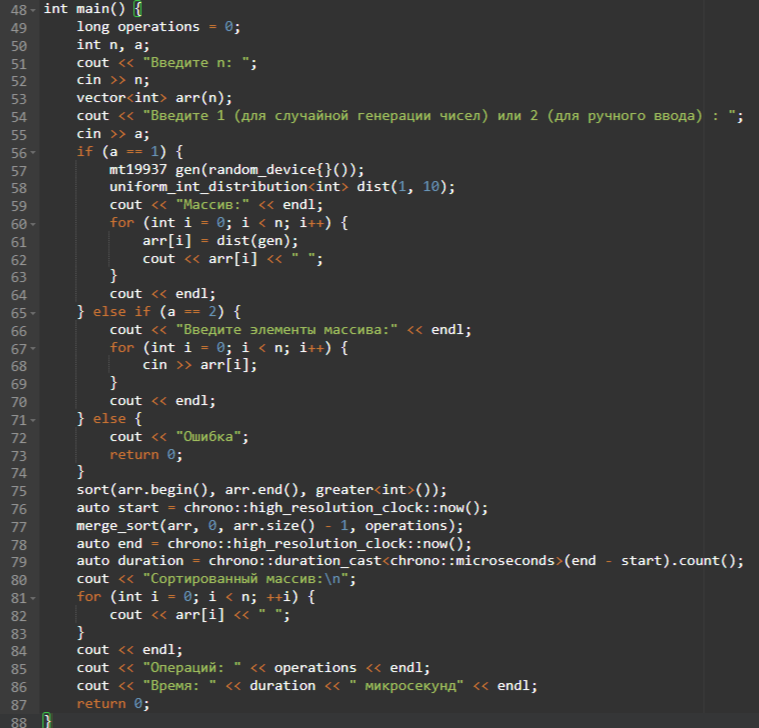 48 int main() {
49 long operations = 0;
50 int n, a;
51 cout << "Введите n: ";
52 cin >> n;
53 vector<int> arr(n);
54 cout << "Введите 1 (для случайной генерации чисел) или 2 (для ручного ввода) : ";
55 cin >> a;
56 if (a == 1) {
57 mt19937 gen(random_device{}());
58 uniform_int_distribution<int> dist(1, 10);
59 cout << "Массив:" << endl;
60 for (int i = 0; i < n; i++) {
61 arr[i] = dist(gen);
62 cout << arr[i] << " ";
63 }
64 cout << endl;
65 } else if (a == 2) {
66 cout << "Введите элементы массива:" << endl;
67 for (int i = 0; i < n; i++) {
68 cin >> arr[i];
69 }
70 cout << endl;
71 } else {
72 cout << "Ошибка";
73 return 0;
74 }
75 sort(arr.begin(), arr.end(), greater<int>());
76 auto start = chrono::high_resolution_clock::now();
77 merge_sort(arr, 0, arr.size() - 1, operations);
78 auto end = chrono::high_resolution_clock::now();
79 auto duration = chrono::duration_cast<chrono::microseconds>(end - start).count();
80 cout << "Сортированный массив:\n";
81 for (int i = 0; i < n; ++i) {
82 cout << arr[i] << " ";
83 }
84 cout << endl;
85 cout << "Операций: " << operations << endl;
86 cout << "Время: " << duration << " микросекунд" << endl;
87 return 0;
88 }